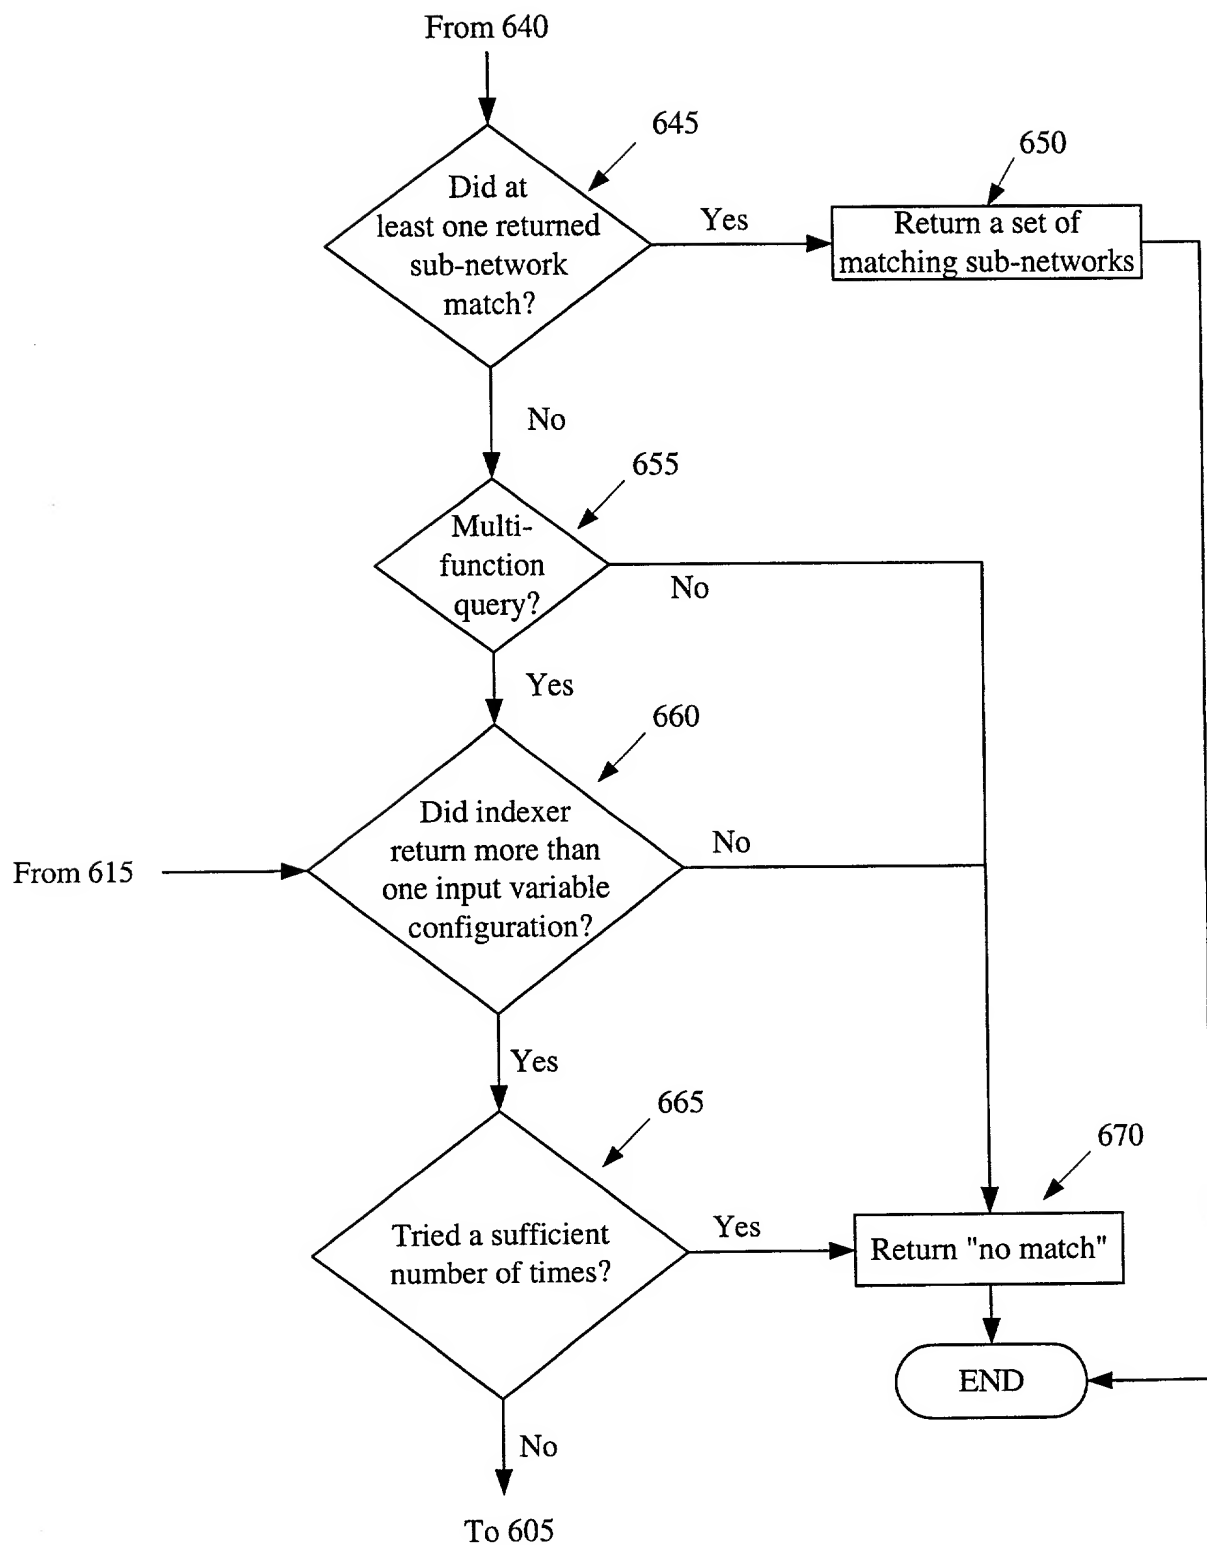 From 640
645
Did at
least one returned
sub-network
match?
Yes
650
Return a set of
matching sub-networks
No
655
Multi-
function
query?
No
Yes
660
Did indexer
return more than
one input variable
configuration?
No
From 615
Yes
665
Tried a sufficient
number of times?
Yes
670
Return "no match"
END
No
To 605